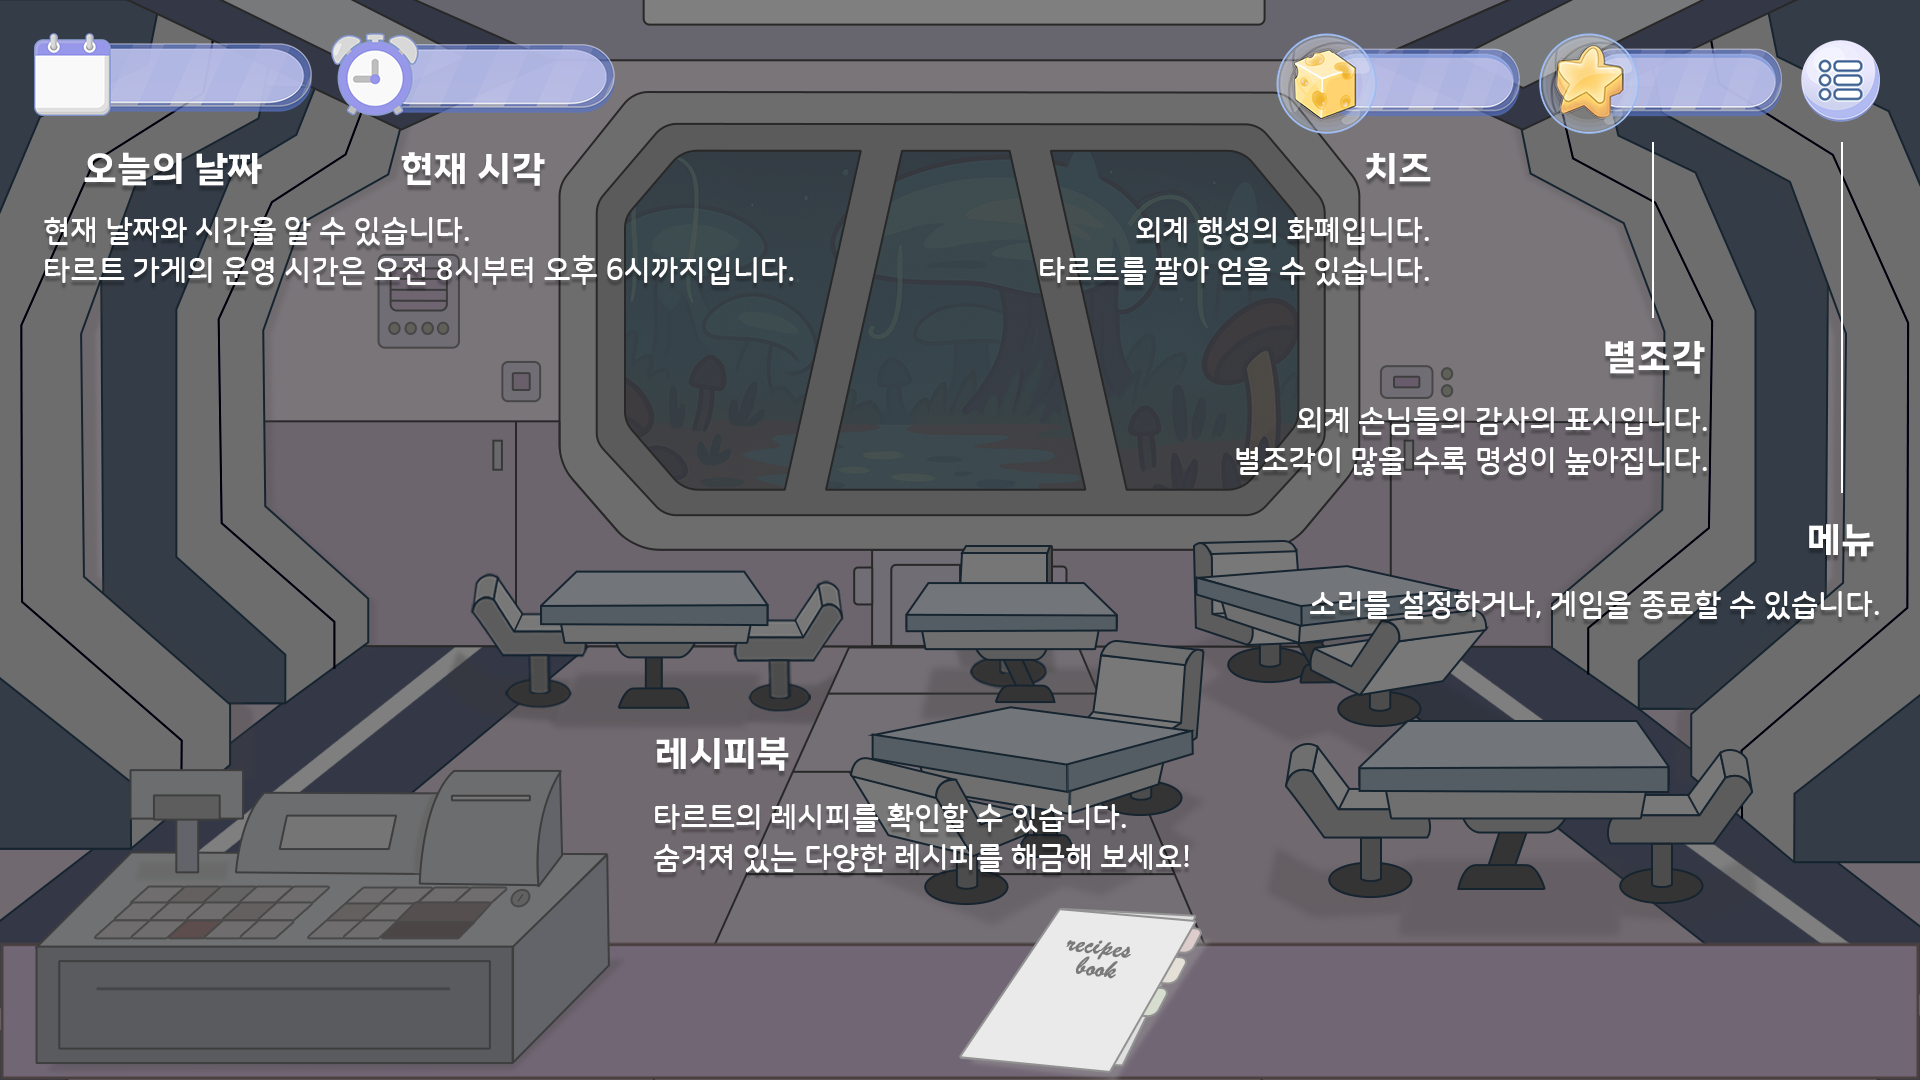 오늘의 날짜
현재 시각
현재 날짜와 시간을 알 수 있습니다.
타르트 가게의 운영 시간은 오전 8시부터 오후 6시까지입니다.
치즈
외계 행성의 화폐입니다.
타르트를 팔아 얻을 수 있습니다.
별조각
외계 손님들의 감사의 표시입니다.
별조각이 많을 수록 명성이 높아집니다.
메뉴
소리를 설정하거나, 게임을 종료할 수 있습니다.
레시피북
타르트의 레시피를 확인할 수 있습니다.
숨겨져 있는 다양한 레시피를 해금해 보세요!
recipes
book